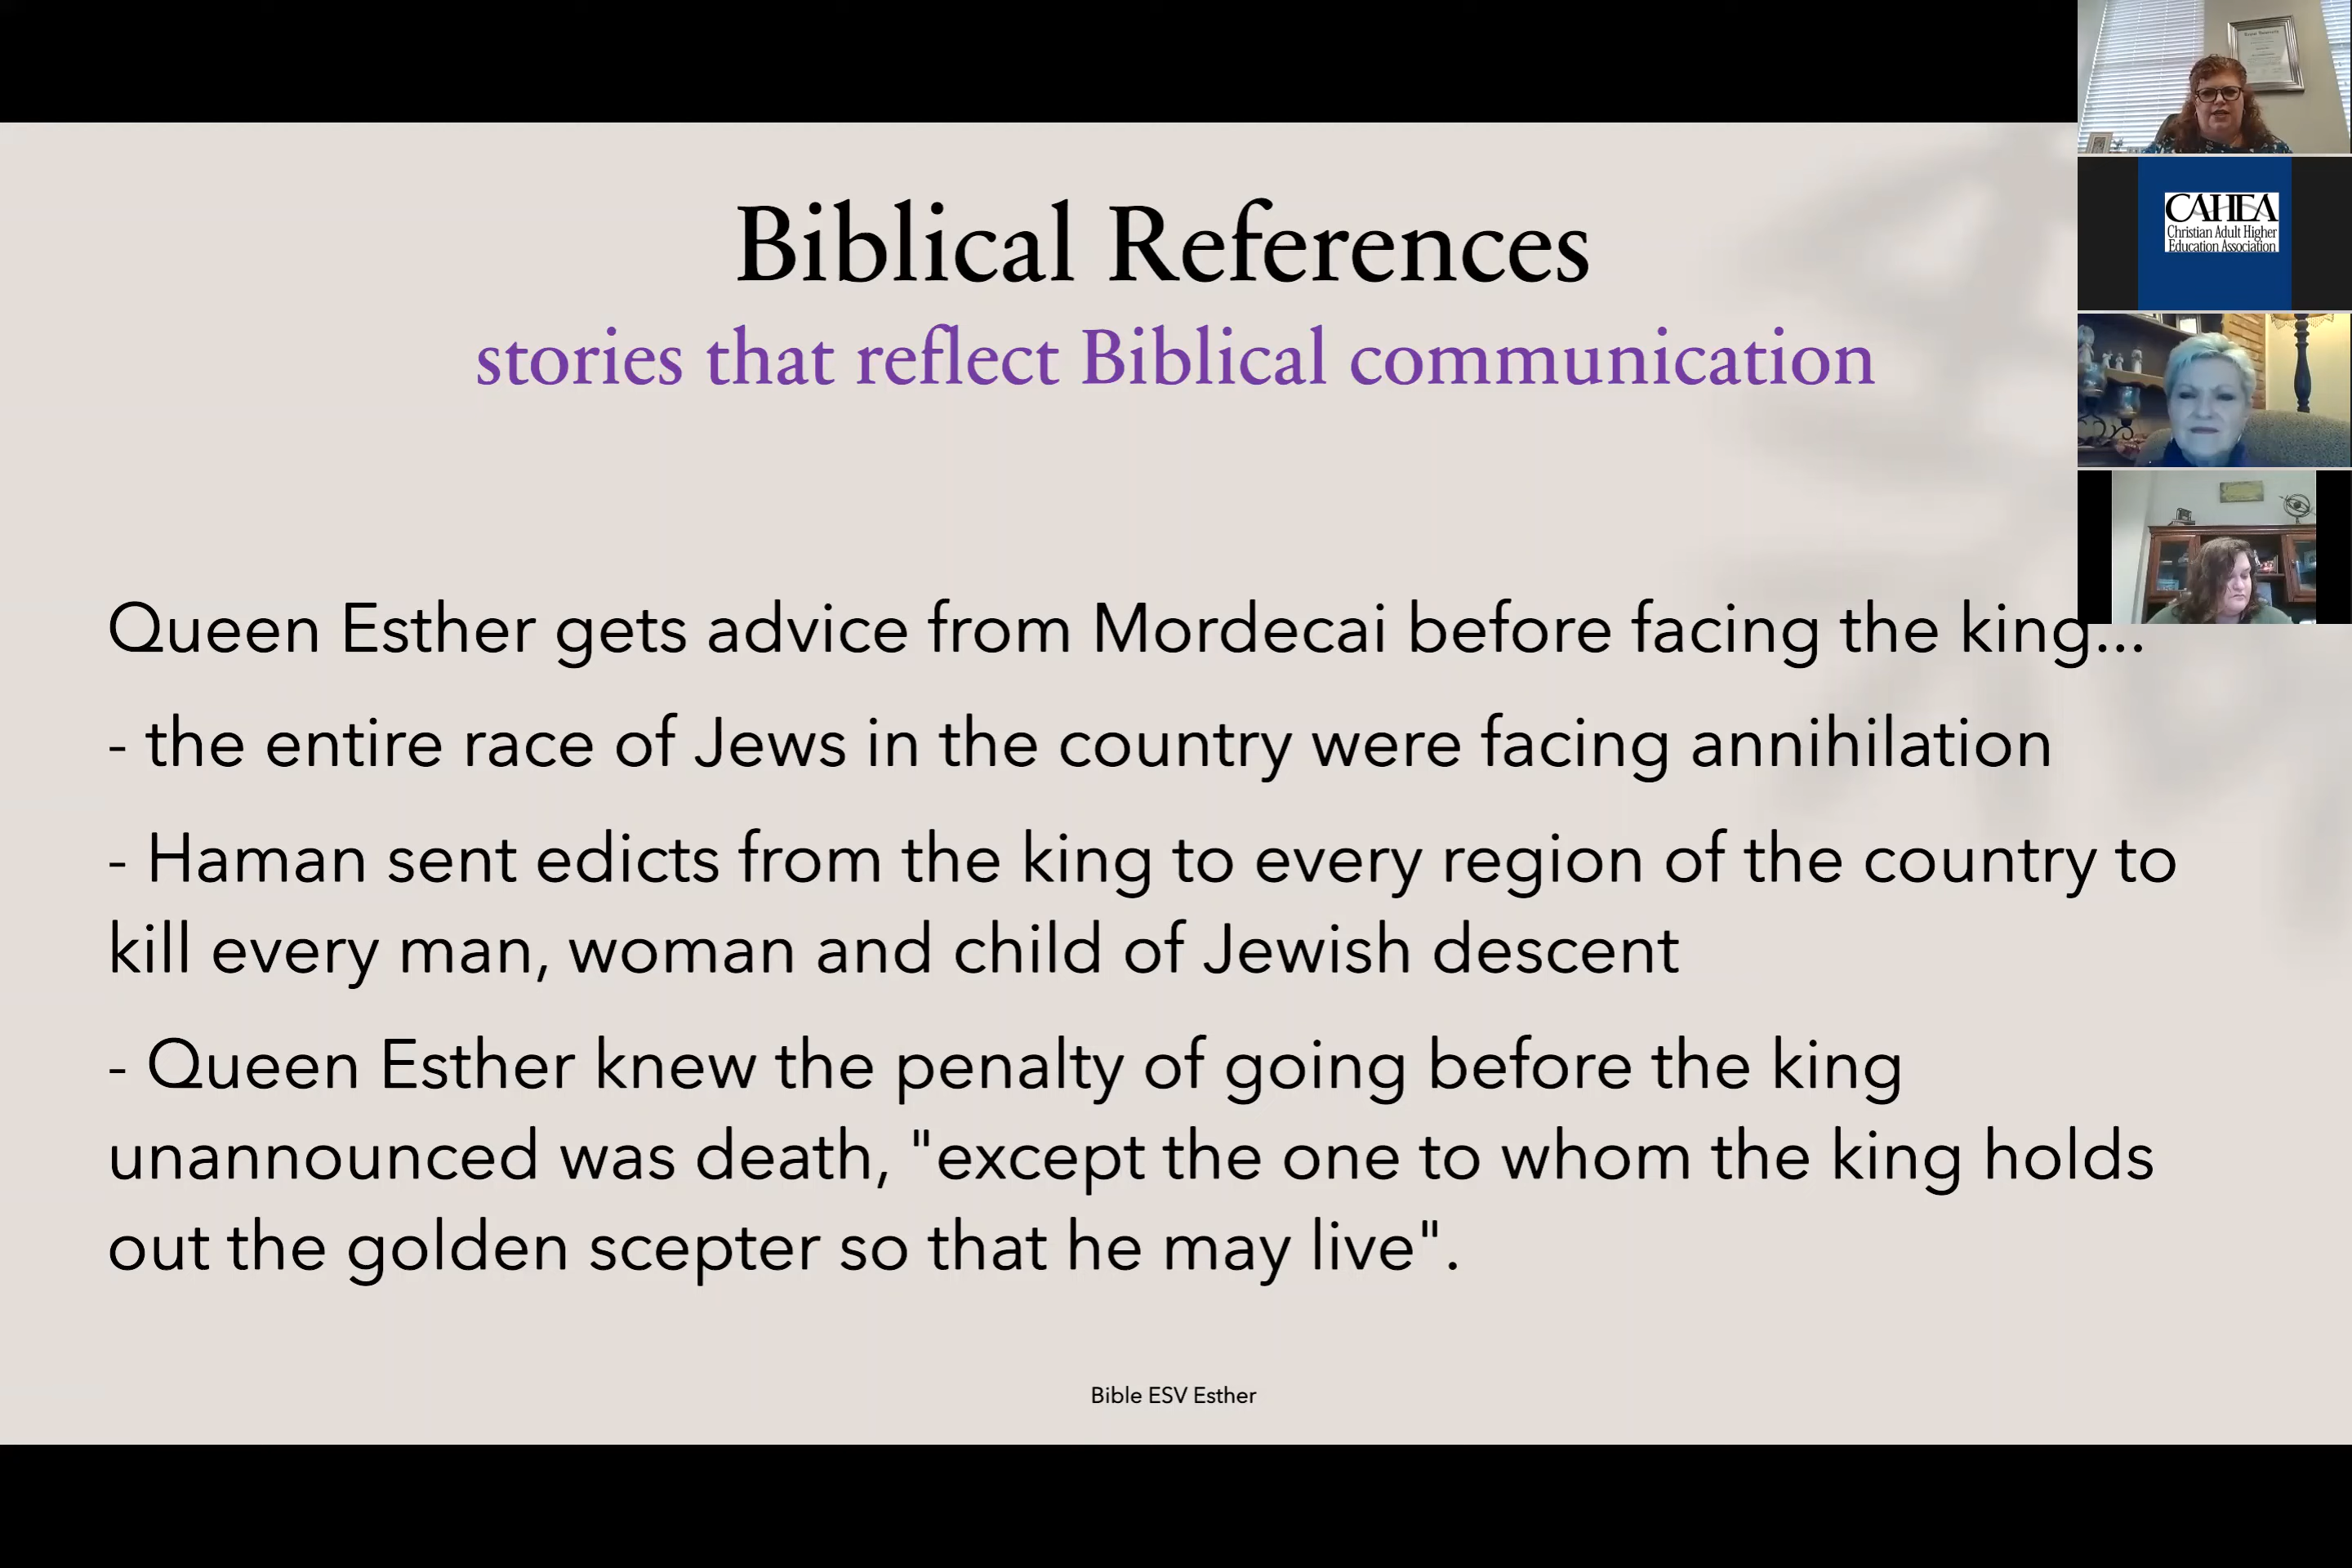 Biblical References
stories that reflect Biblical communication
Queen Esther gets advice from Mordecai before facing the king...
- the entire race of Jews in the country were facing annihilation
- Haman sent edicts from the king to every region of the country to
kill every man, woman and child of Jewish descent
- Queen Esther knew the penalty of going before the king
unannounced was death, "except the one to whom the king holds
out the golden scepter so that he may live".
Bible ESV Esther
CAHEA
Christian Adult Higher
Education Association